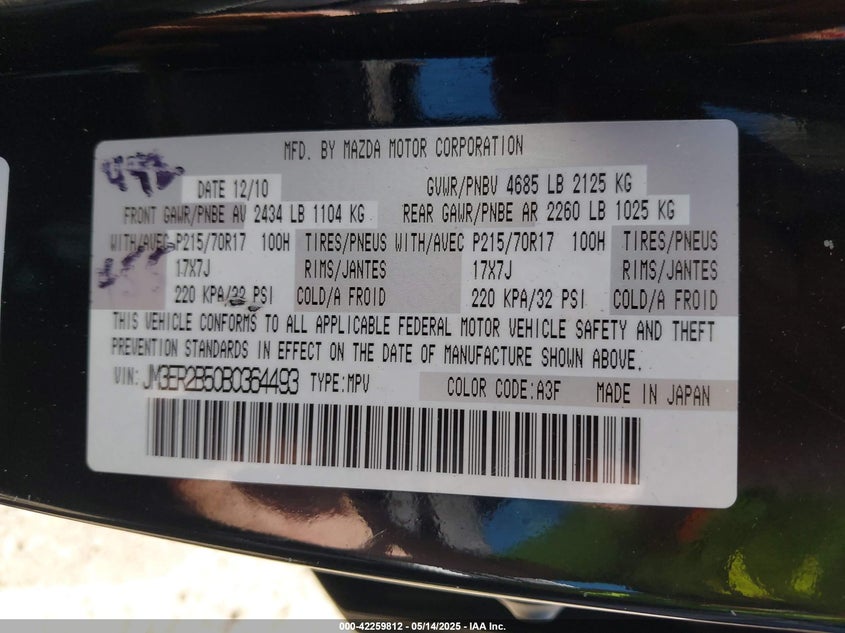 MFD. BY MAZDA MOTOR CORPORATION
DATE 12/10 GVWR/PNBV 4685 LB 2125 KG
FRONT GAWR/PNBE AV 2434 LB 1104 KG REAR GAWR/PNBE AR 2260 LB 1025 KG
WITH/AVEC P215/70R17 100H TIRES/PNEUS WITH/AVEC P215/70R17 100H TIRES/PNEUS
17X7J RIMS/JANTES 17X7J RIMS/JANTES
220 KPA/32 PSI COLD/A FROID 220 KPA/32 PSI COLD/A FROID
THIS VEHICLE CONFORMS TO ALL APPLICABLE FEDERAL MOTOR VEHICLE SAFETY AND THEFT
PREVENTION STANDARDS IN EFFECT ON THE DATE OF MANUFACTURE SHOWN ABOVE.
VIN: JM3ER2B50B0364493 TYPE:MPV COLOR CODE:A3F MADE IN JAPAN
000-42259812 - 05/14/2025 - IAA Inc.